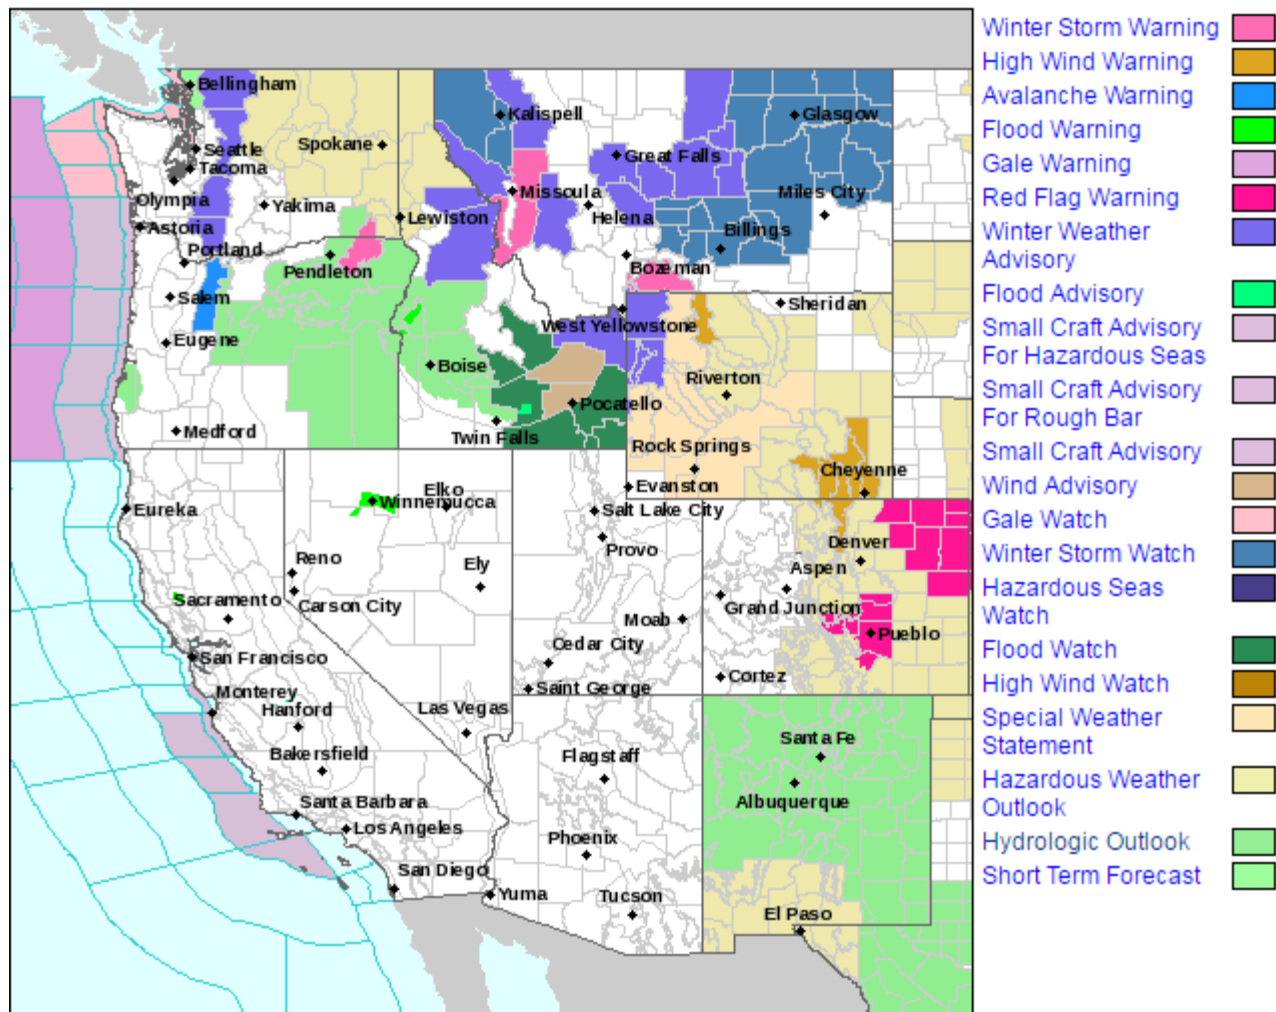 Bellingham
Kalispell
Glasgow
Seattle
Spokane
Great Falls
Tacoma
Missoula
Miles City
Olympia
Yakima
Helena
Lewiston
Astoria
Billings
Portland
Pendleton
Bozeman
Salem
Sheridan
West Yellowstone
Eugene
Boise
Riverton
Pocatello
Medford
Twin Falls
Rock Springs
Cheyenne
Evanston
Elko
Winnemucca
Eureka
Salt Lake City
Denver
Provo
Reno
Ely
Aspen
Sacramento
Carson City
Grand Junction
Moab
Pueblo
Cedar City
San Francisco
Cortez
Saint George
Monterey
Hanford
Las Vegas
Santa Fe
Bakersfield
Flagstaff
Albuquerque
Santa Barbara
Los Angeles
Phoenix
San Diego
Yuma
Tucson
El Paso
Winter Storm Warning
High Wind Warning
Avalanche Warning
Flood Warning
Gale Warning
Red Flag Warning
Winter Weather
Advisory
Flood Advisory
Small Craft Advisory
For Hazardous Seas
Small Craft Advisory
For Rough Bar
Small Craft Advisory
Wind Advisory
Gale Watch
Winter Storm Watch
Hazardous Seas
Watch
Flood Watch
High Wind Watch
Special Weather
Statement
Hazardous Weather
Outlook
Hydrologic Outlook
Short Term Forecast